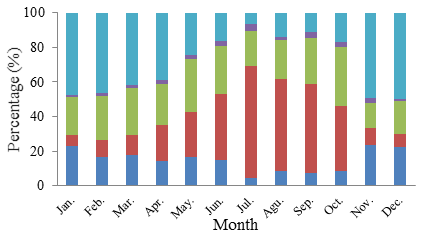 100
80
60
40
20
0
Percentage (%)
Jan. Feb. Mar. Apr. May. Jun. Jul. Agu. Sep. Oct. Nov. Dec.
Month